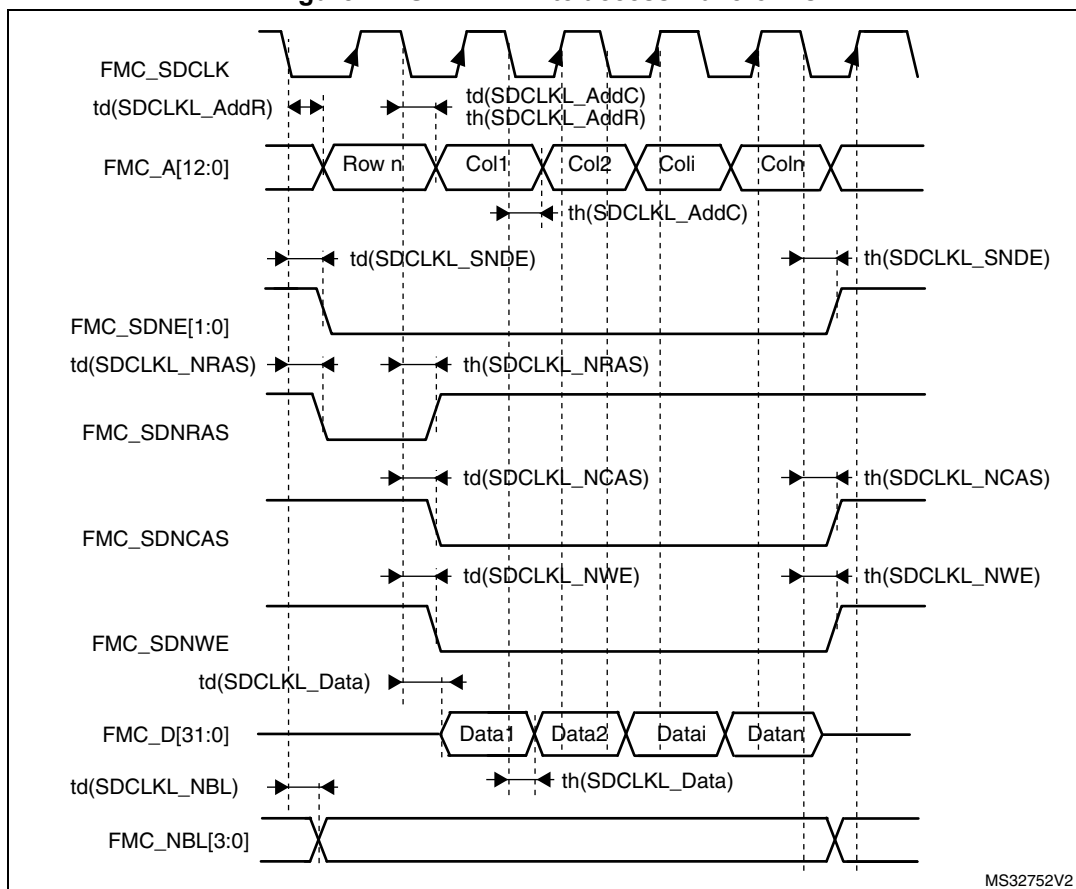 FMC_SDCLK
td(SDCLKL_AddR)
td(SDCLKL_AddC)
th(SDCLKL_AddR)
FMC_A[12:0]
Row n
Col1
Col2
Coli
Coln
th(SDCLKL_AddC)
td(SDCLKL_SNDE)
th(SDCLKL_SNDE)
FMC_SDNE[1:0]
td(SDCLKL_NRAS)
th(SDCLKL_NRAS)
FMC_SDNRAS
td(SDCLKL_NCAS)
th(SDCLKL_NCAS)
FMC_SDNCAS
td(SDCLKL_NWE)
th(SDCLKL_NWE)
FMC_SDNWE
td(SDCLKL_Data)
FMC_D[31:0]
Data1
Data2
Datai
Datan
th(SDCLKL_Data)
td(SDCLKL_NBL)
FMC_NBL[3:0]
MS32752V2